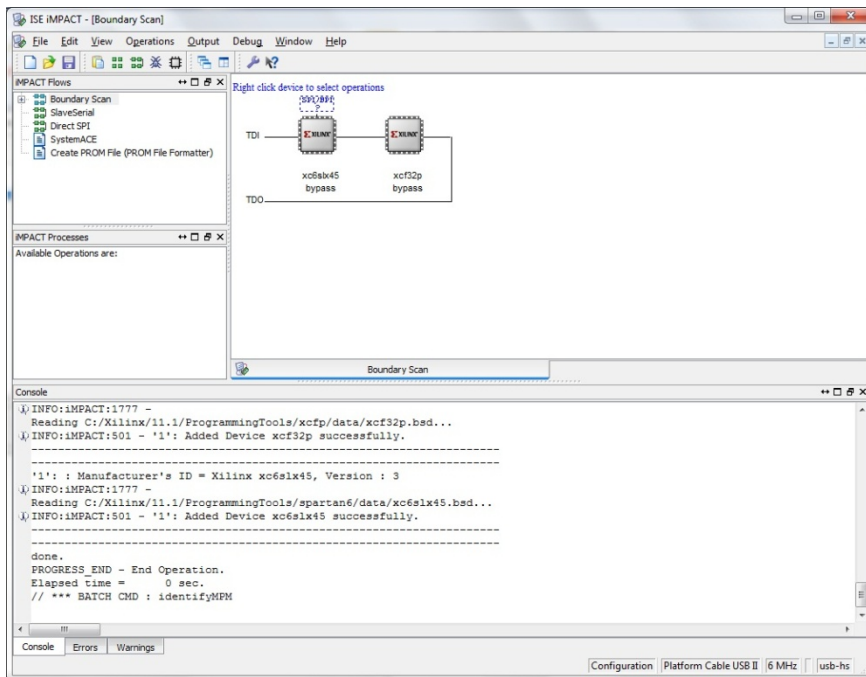 ISE iMPACT - [Boundary Scan]
File Edit View Operations Output Debug Window Help
iMPACT Flows
Boundary Scan
SlaveSerial
Direct SPI
SystemACE
Create PROM File (PROM File Formatter)
Right click device to select operations
SPI/BPI
?
TDI
XILINX XILINX
xc6slx45 xcf32p
bypass bypass
TDO
iMPACT Processes
Available Operations are:
Boundary Scan
Console
INFO:iMPACT:1777 -
Reading C:/Xilinx/11.1/ProgrammingTools/xcfp/data/xcf32p.bsd...
INFO:iMPACT:501 - '1': Added Device xcf32p successfully.
----------------------------------------------------------------------
----------------------------------------------------------------------
'1': : Manufacturer's ID = Xilinx xc6slx45, Version : 3
INFO:iMPACT:1777 -
Reading C:/Xilinx/11.1/ProgrammingTools/spartan6/data/xc6slx45.bsd...
INFO:iMPACT:501 - '1': Added Device xc6slx45 successfully.
----------------------------------------------------------------------
----------------------------------------------------------------------
done.
PROGRESS_END - End Operation.
Elapsed time =      0 sec.
// *** BATCH CMD : identifyMPM
Console Errors Warnings
Configuration Platform Cable USB II 6 MHz usb-hs